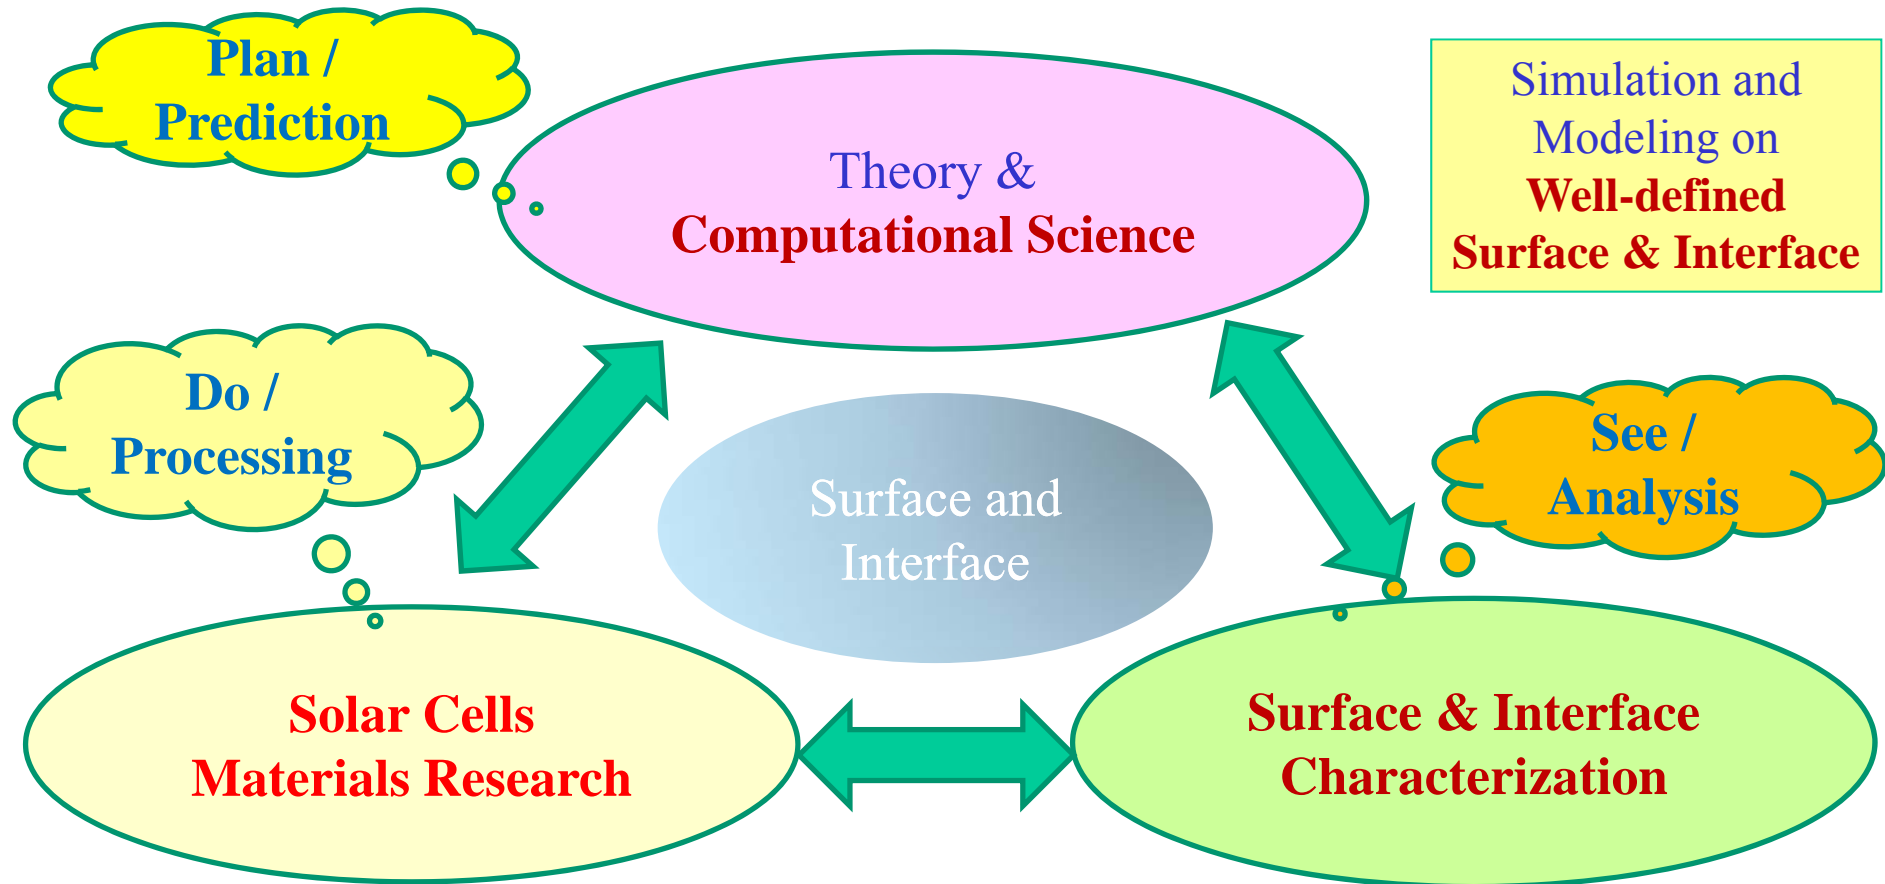 Plan /
Prediction
Theory &
Computational Science
Simulation and
Modeling on
Well-defined
Surface & Interface
Do /
Processing
See /
Analysis
Surface and
Interface
Solar Cells
Materials Research
Surface & Interface
Characterization